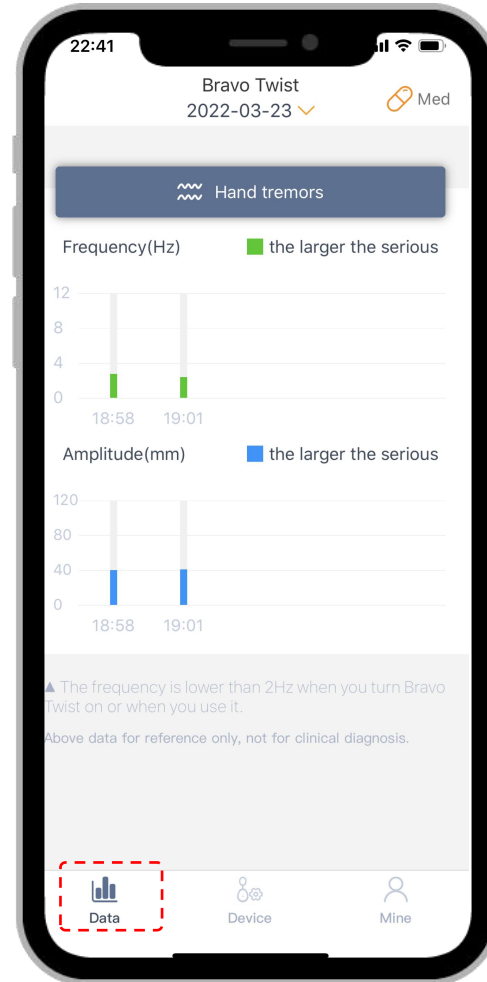 22:41
Bravo Twist
2022-03-23
Med
Hand tremors
Frequency(Hz)
the larger the serious
12
8
4
0
18:58 19:01
Amplitude(mm)
the larger the serious
120
80
40
0
18:58 19:01
▲ The frequency is lower than 2Hz when you turn Bravo
Twist on or when you use it.
Above data for reference only, not for clinical diagnosis.
Data Device Mine